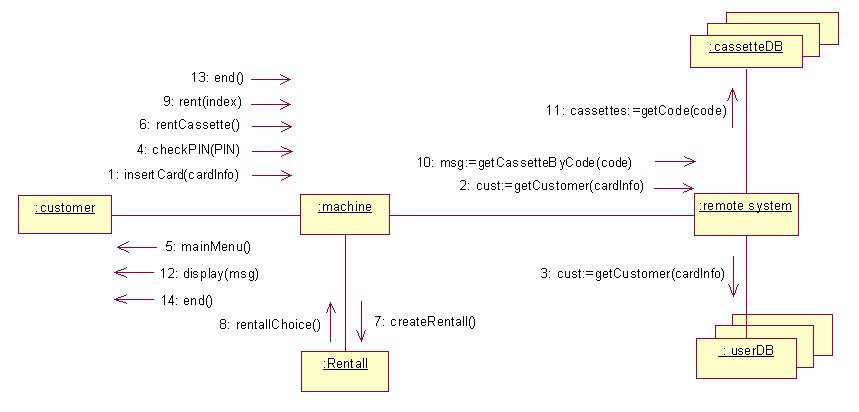 : cassetteDB
13: end()
9: rent(index)
11: cassettes:=getCode(code)
6: rentCassette()
4: checkPIN(PIN)
10: msg:=getCassetteByCode(code)
1: insertCard(cardInfo)
2: cust:=getCustomer(cardInfo)
: customer
:machine
:remote system
5: mainMenu()
12: display(msg)
3: cust:=getCustomer(cardInfo)
14: end()
8: rentallChoice()
7: createRentall()
: userDB
:Rentall